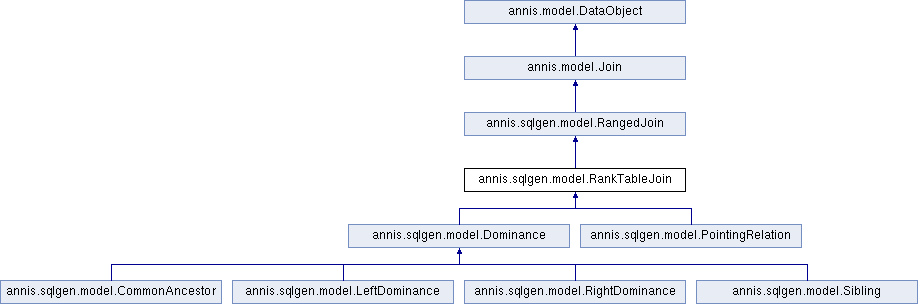 annis.model.DataObject
annis.model.Join
annis.sqlgen.model.RangedJoin
annis.sqlgen.model.RankTableJoin
annis.sqlgen.model.Dominance
annis.sqlgen.model.PointingRelation
annis.sqlgen.model.CommonAncestor
annis.sqlgen.model.LeftDominance
annis.sqlgen.model.RightDominance
annis.sqlgen.model.Sibling